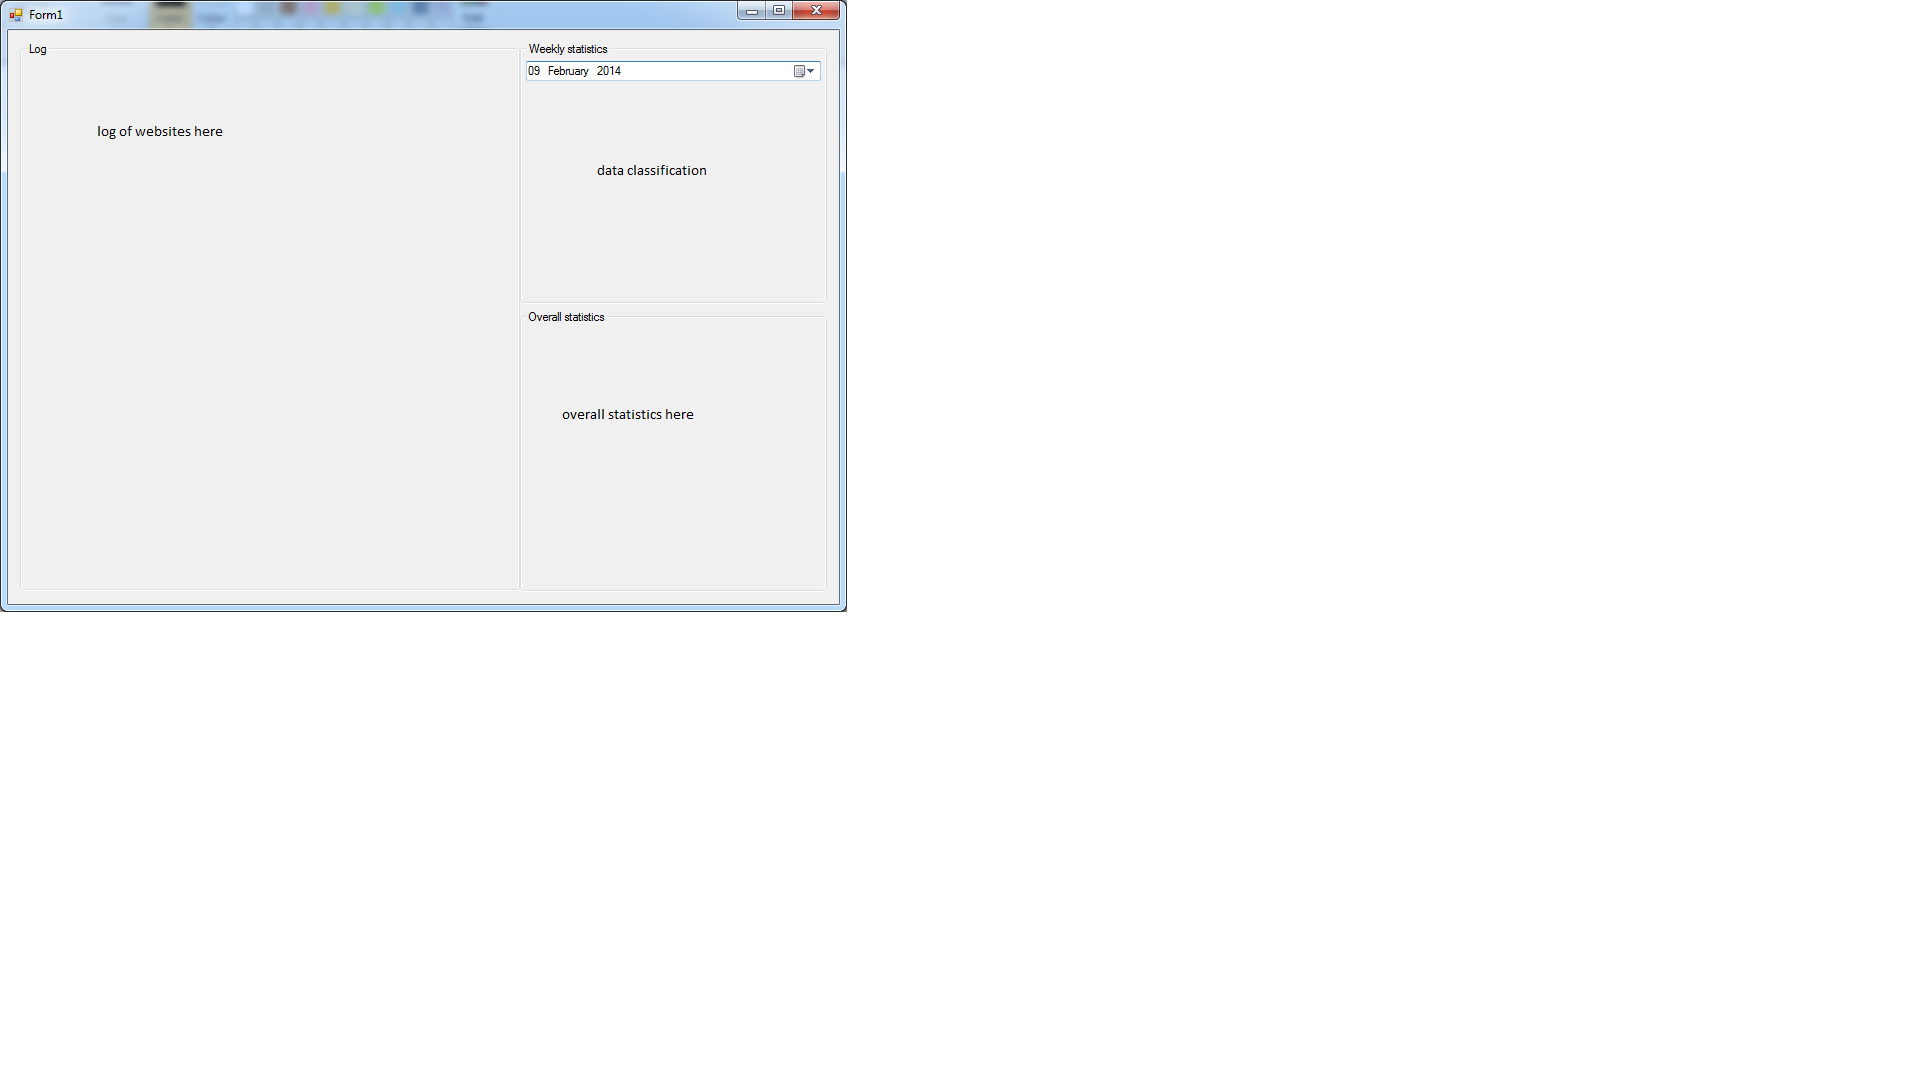 Form1
Log
log of websites here
Weekly statistics
09 February 2014
data classification
Overall statistics
overall statistics here